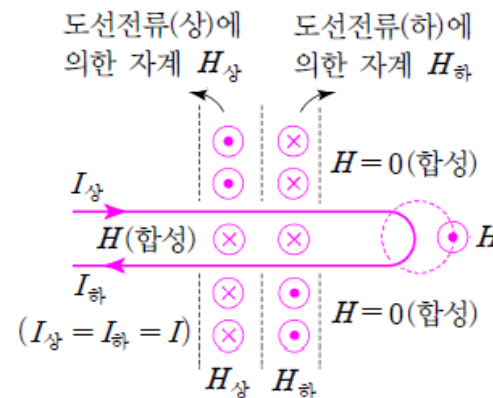 도선전류(상)에
의한 자계 H상
도선전류(하)에
의한 자계 H하
H=0(합성)
I상
H(합성)
H
I하
(I상=I하=I)
H=0(합성)
H상
H하